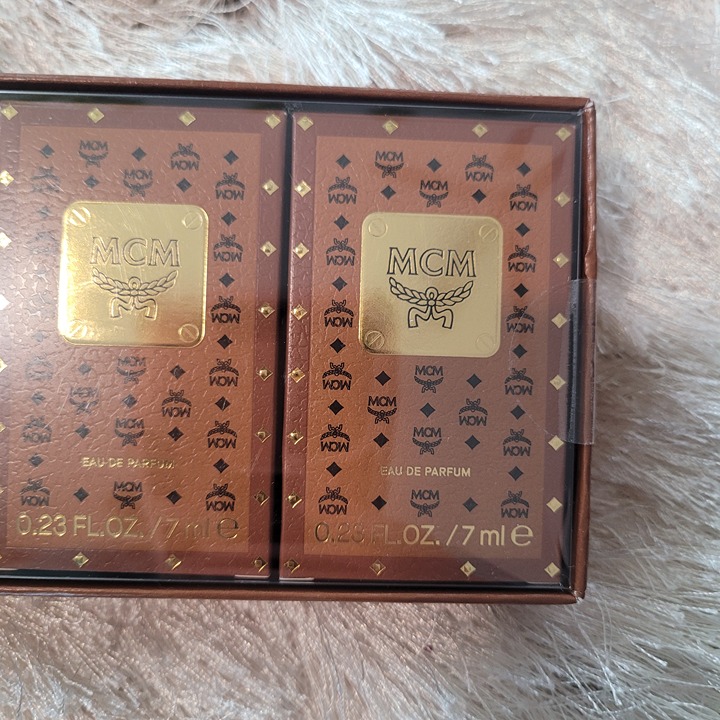 MCM
EAU DE PARFUM
0.23 FL.OZ. / 7 ml e
MCM
EAU DE PARFUM
0.23 FL.OZ. / 7 ml e